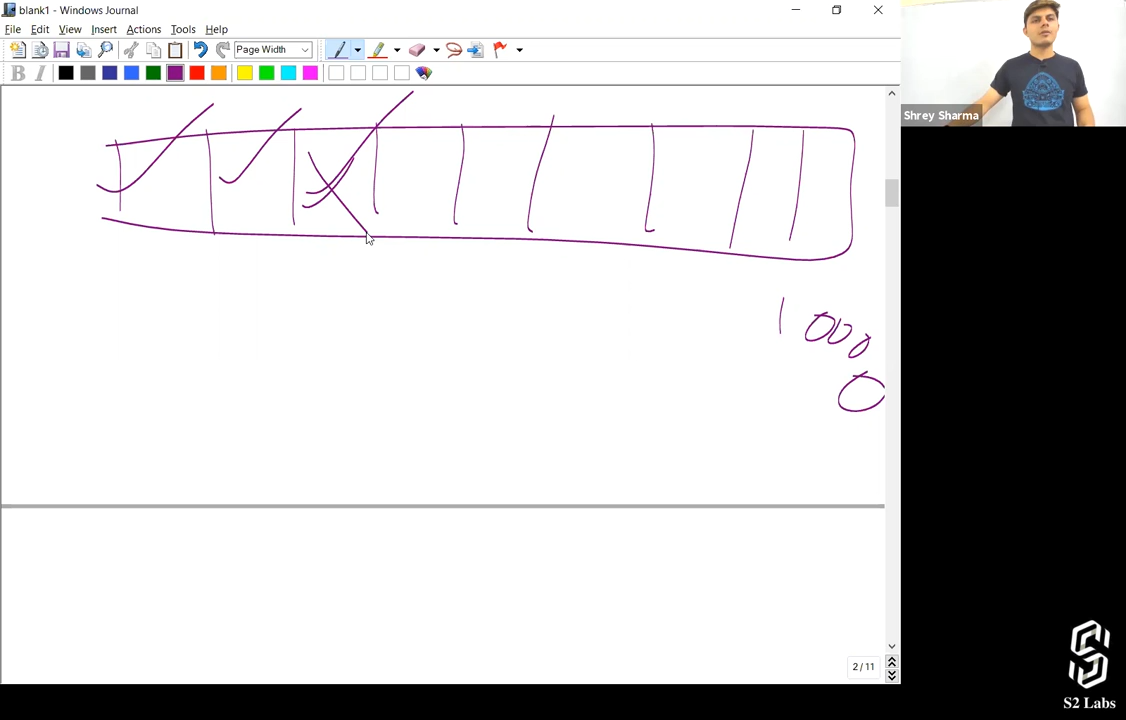 blank1 - Windows Journal
File Edit View Insert Actions Tools Help
Page Width
B I
Shrey Sharma
1000
0
2/11
S2 Labs